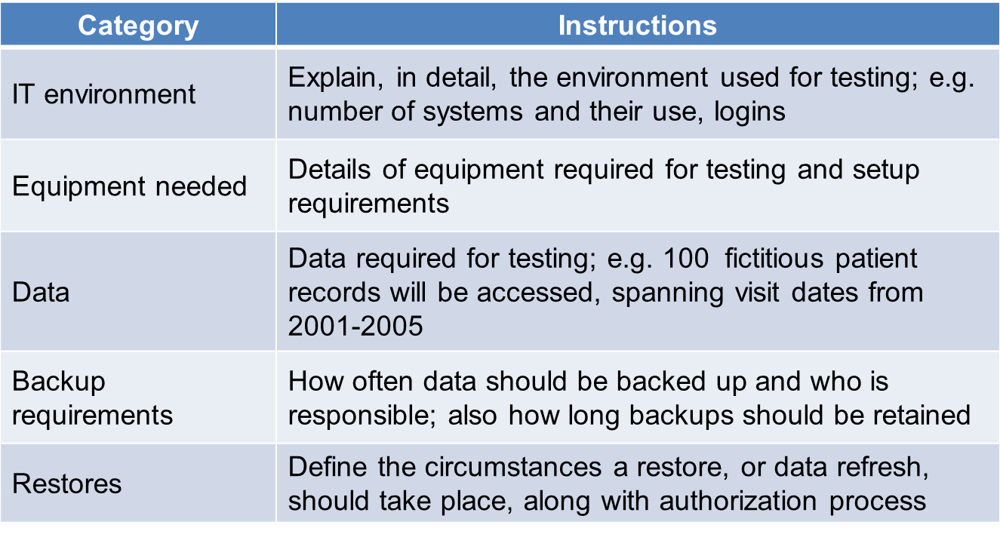 Category Instructions
IT environment
Explain, in detail, the environment used for testing; e.g.
number of systems and their use, logins
Equipment needed
Details of equipment required for testing and setup
requirements
Data
Data required for testing; e.g. 100 fictitious patient
records will be accessed, spanning visit dates from
2001-2005
Backup
requirements
How often data should be backed up and who is
responsible; also how long backups should be retained
Restores
Define the circumstances a restore, or data refresh,
should take place, along with authorization process